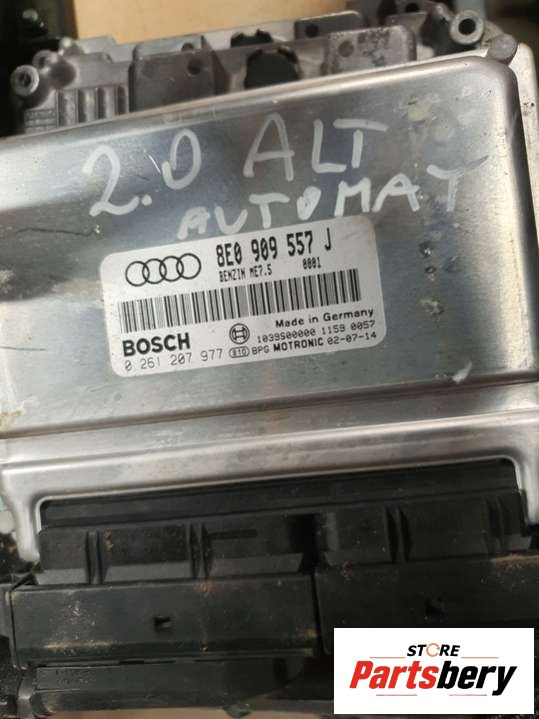 2.0 ALT
AUTOMAT
8E0 909 557 J
BENZIN ME7.5 0001
Made in Germany
BOSCH 1039S00000 1159 0057
0 261 207 977 E10 BPG MOTRONIC 02-07-14
STORE
Partsbery